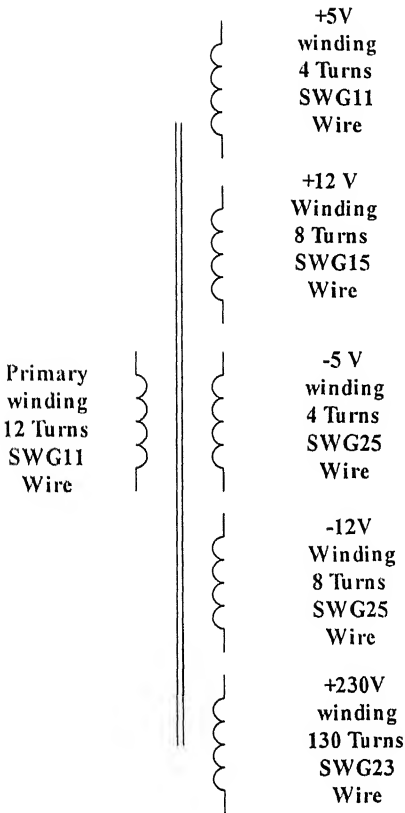 +5V
winding
4 Turns
SWG11
Wire
+12 V
Winding
8 Turns
SWG15
Wire
Primary
winding
12 Turns
SWG11
Wire
-5 V
winding
4 Turns
SWG25
Wire
-12V
Winding
8 Turns
SWG25
Wire
+230V
winding
130 Turns
SWG23
Wire